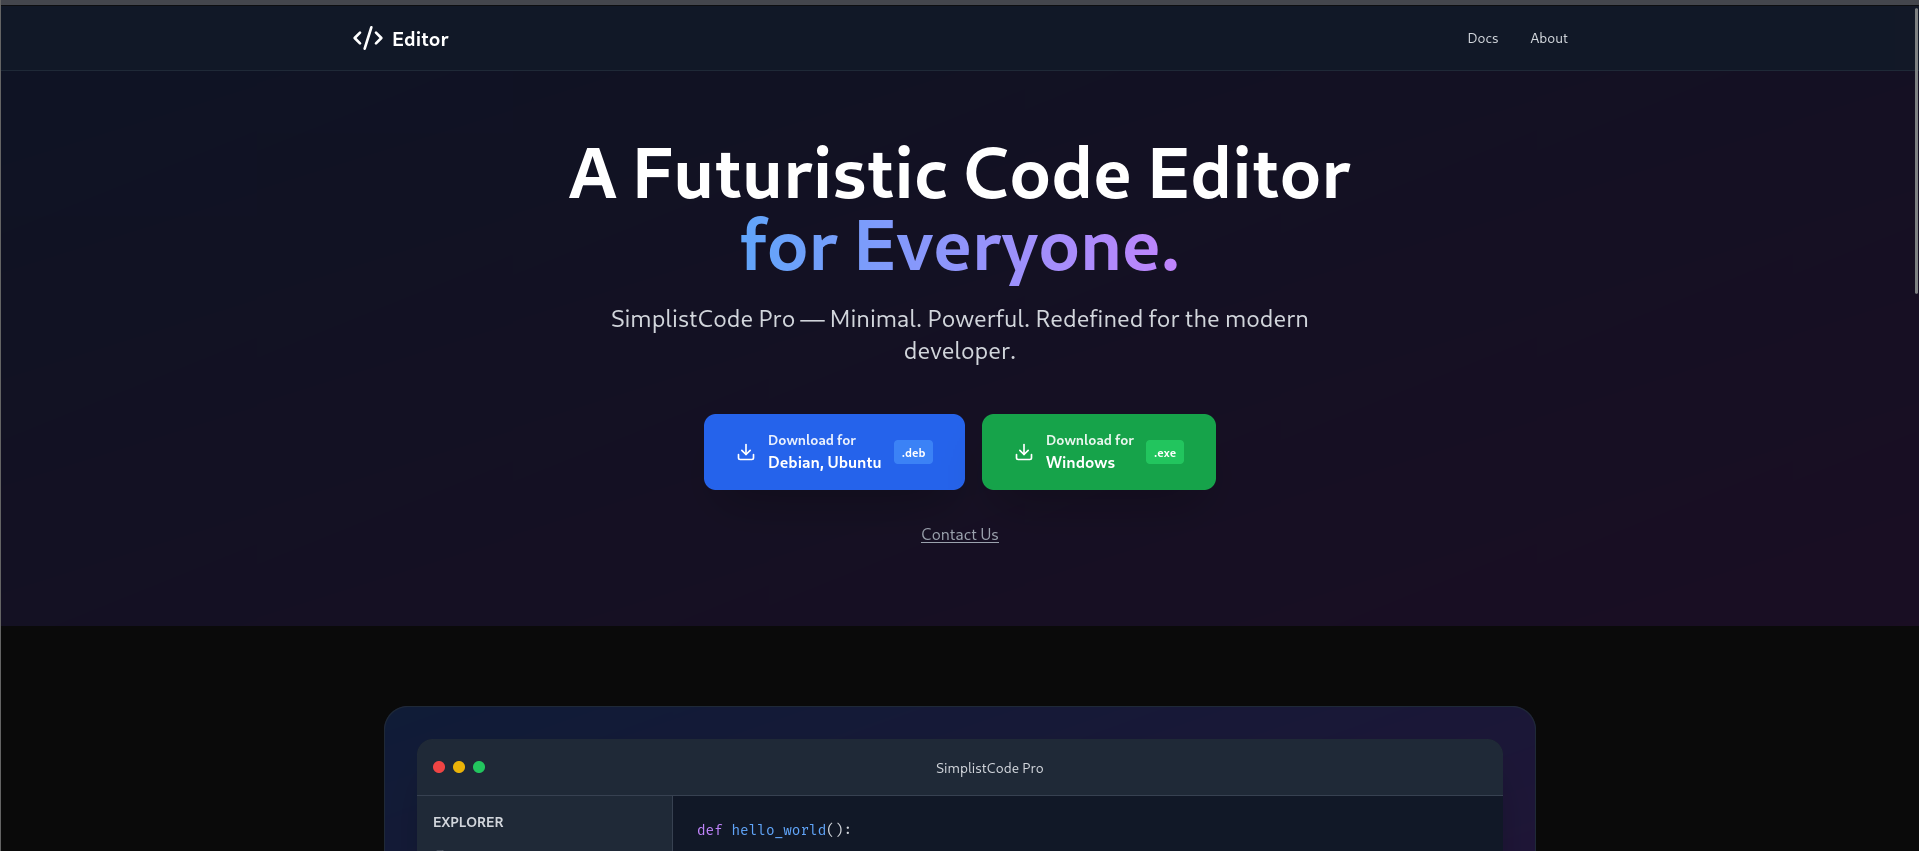 Editor
Docs
About
A Futuristic Code Editor
for Everyone.
SimplistCode Pro — Minimal. Powerful. Redefined for the modern
developer.
Download for
Debian, Ubuntu
.deb
Download for
Windows
.exe
Contact Us
SimplistCode Pro
EXPLORER
def hello_world():